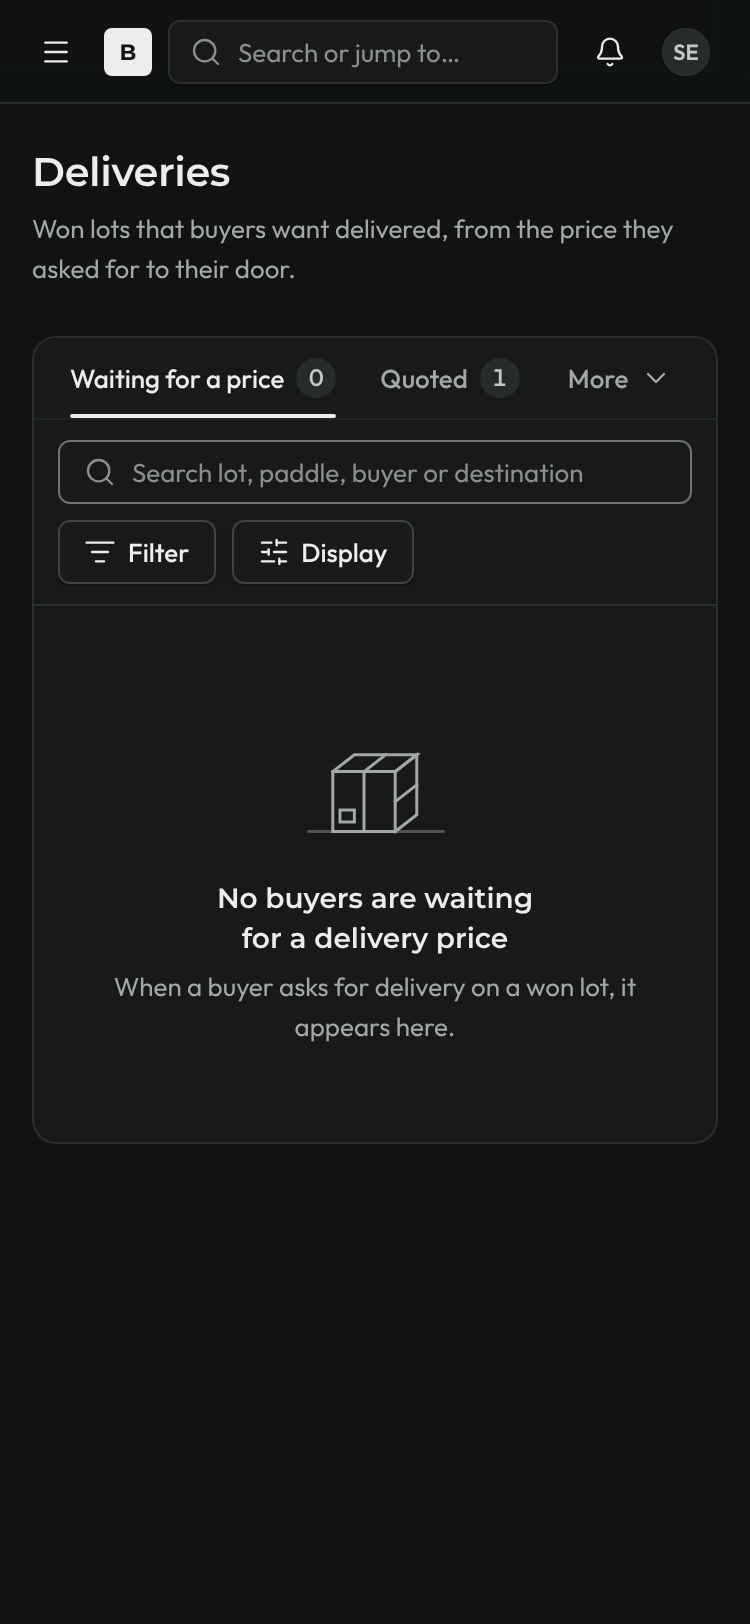 B
Search or jump to...
SE
Deliveries
Won lots that buyers want delivered, from the price they
asked for to their door.
Waiting for a price 0
Quoted 1
More
Search lot, paddle, buyer or destination
Filter
Display
No buyers are waiting
for a delivery price
When a buyer asks for delivery on a won lot, it
appears here.